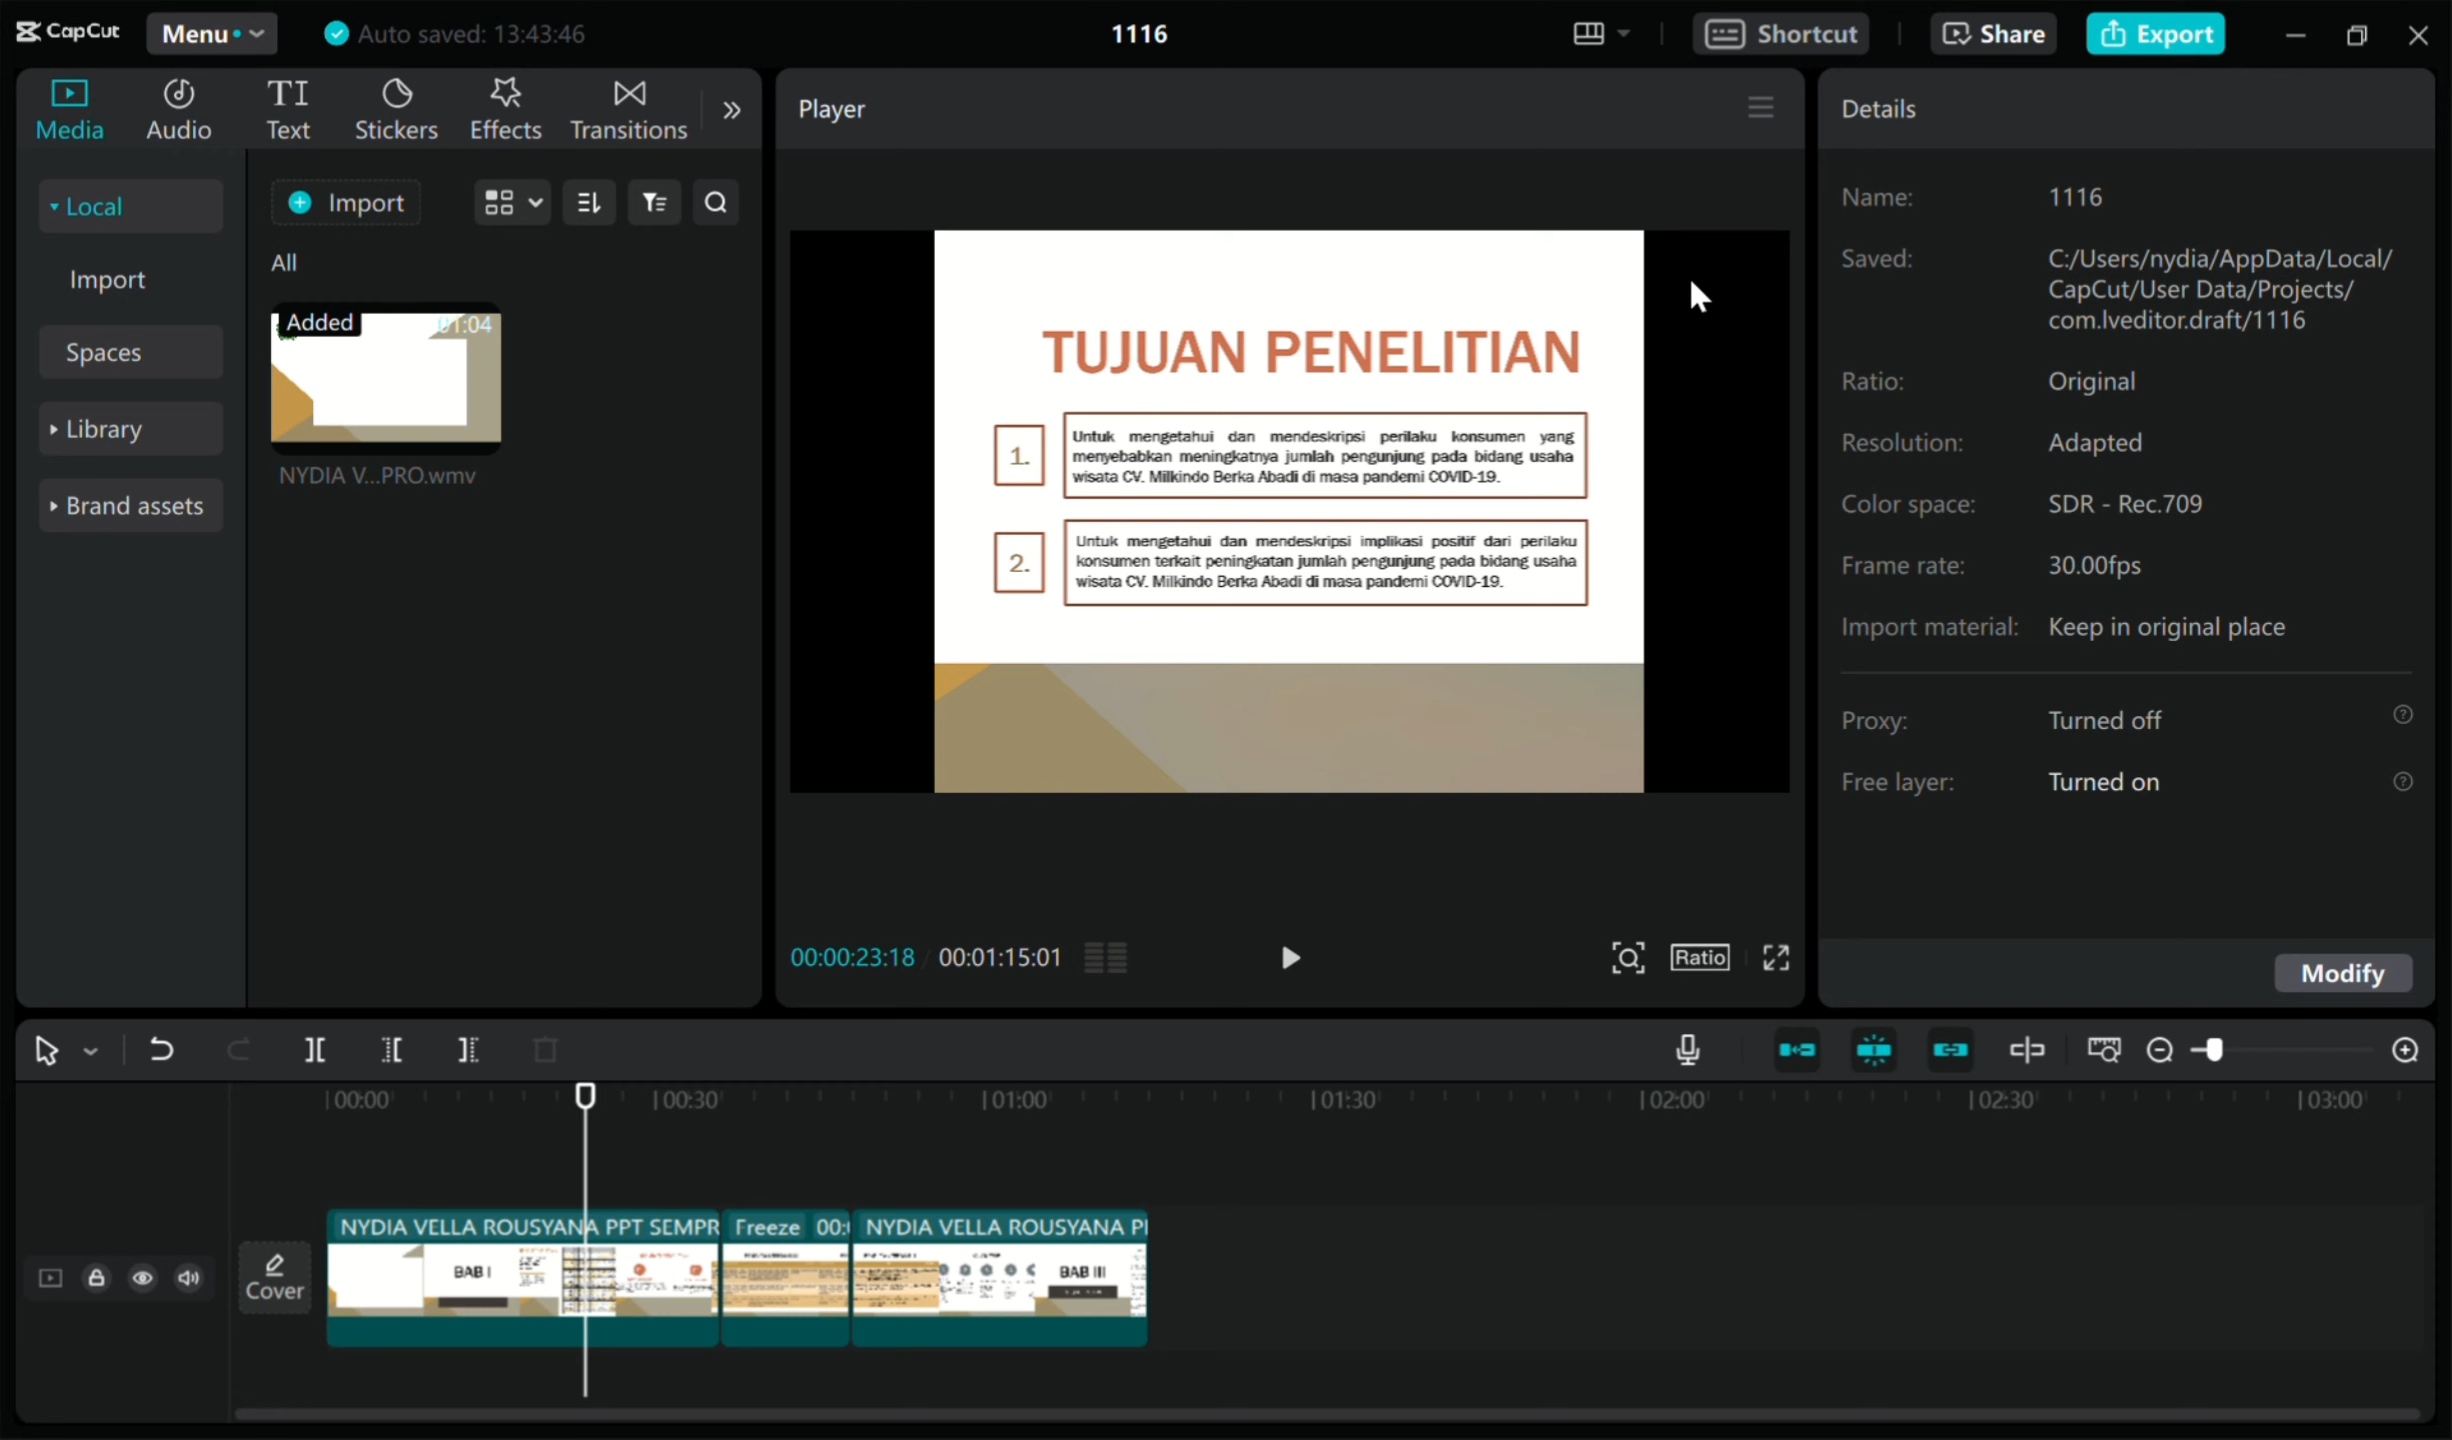 CapCut
Menu
Auto saved: 13:43:46
1116
Shortcut
Share
Export
Media
Audio
TI
Text
Stickers
Effects
Transitions
Local
Import
Spaces
Library
Brand assets
Import
All
Added
01:04
NYDIA V...PRO.wmv
Player
TUJUAN PENELITIAN
1.
Untuk mengetahui dan mendeskripsi perilaku konsumen yang
menyebabkan meningkatnya jumlah pengunjung pada bidang usaha
wisata CV. Milkindo Berka Abadi di masa pandemi COVID-19.
2.
Untuk mengetahui dan mendeskripsi implikasi positif dari perilaku
konsumen terkait peningkatan jumlah pengunjung pada bidang usaha
wisata CV. Milkindo Berka Abadi di masa pandemi COVID-19.
00:00:23:18 / 00:01:15:01
Ratio
Details
Name: 1116
Saved: C:/Users/nydia/AppData/Local/
CapCut/User Data/Projects/
com.lveditor.draft/1116
Ratio: Original
Resolution: Adapted
Color space: SDR - Rec.709
Frame rate: 30.00fps
Import material: Keep in original place
Proxy: Turned off
Free layer: Turned on
Modify
00:00 00:30 01:00 01:30 02:00 02:30 03:00
Cover
NYDIA VELLA ROUSYANA PPT SEMPR
Freeze 00:
NYDIA VELLA ROUSYANA P
BAB I
BAB III